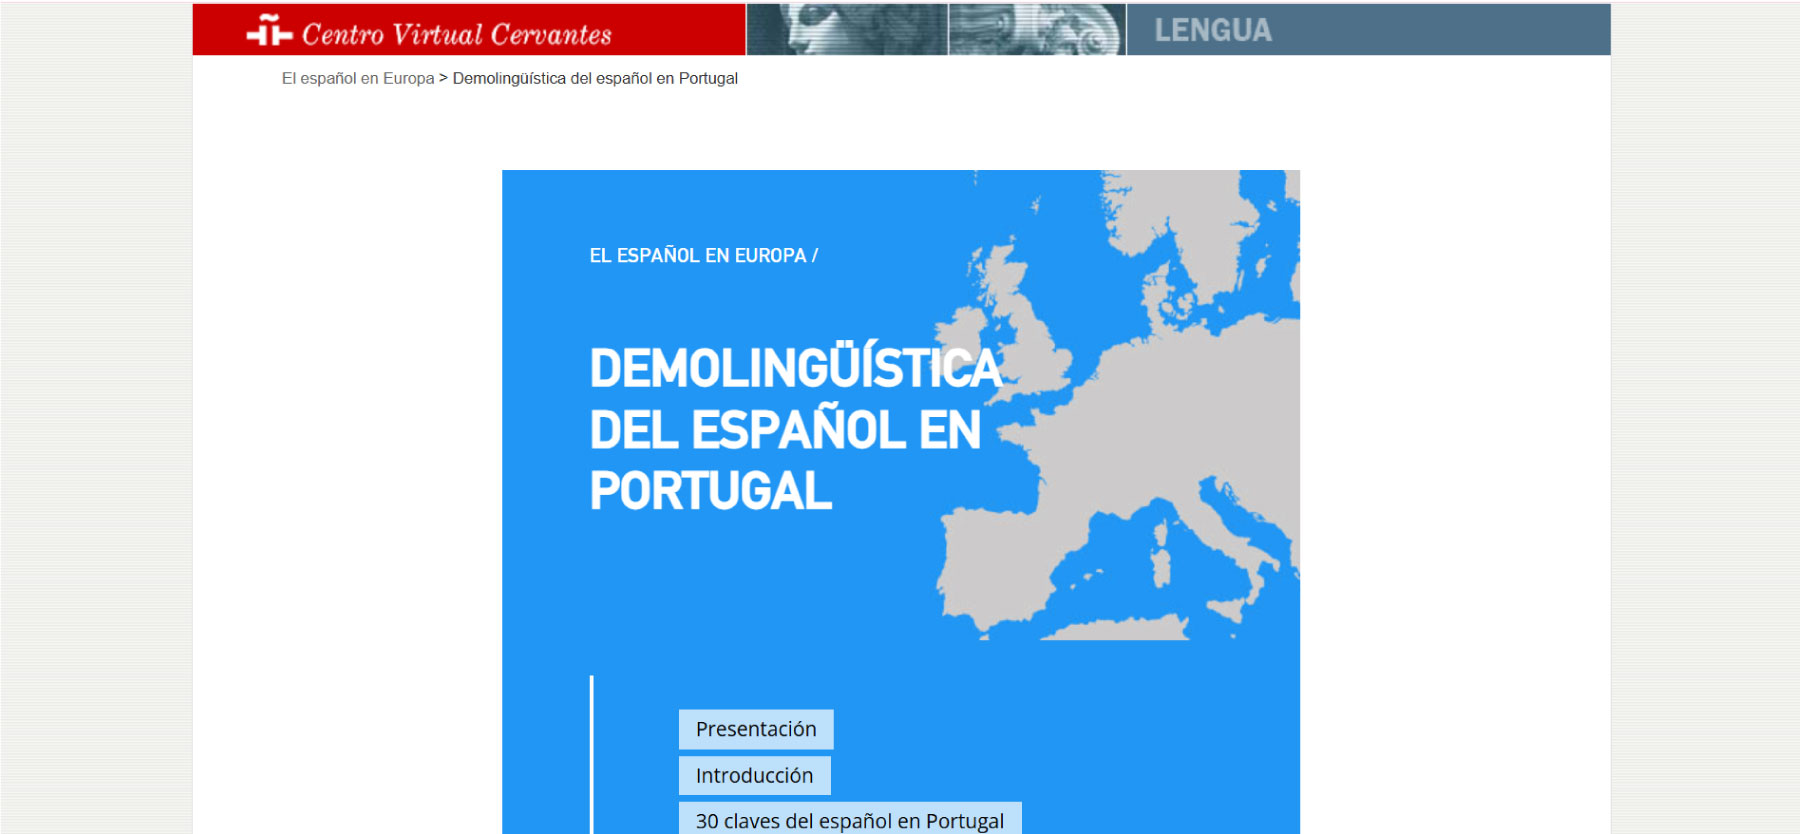 Centro Virtual Cervantes
LENGUA
El español en Europa > Demolingüística del español en Portugal
EL ESPAÑOL EN EUROPA /
DEMOLINGÜÍSTICA
DEL ESPAÑOL EN
PORTUGAL
Presentación
Introducción
30 claves del español en Portugal